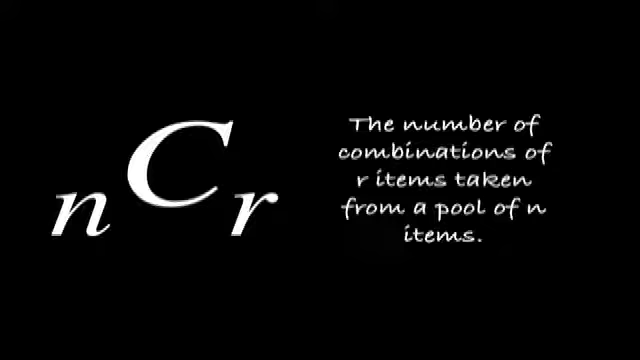 nCr
The number of
combinations of
r items taken
from a pool of n
items.